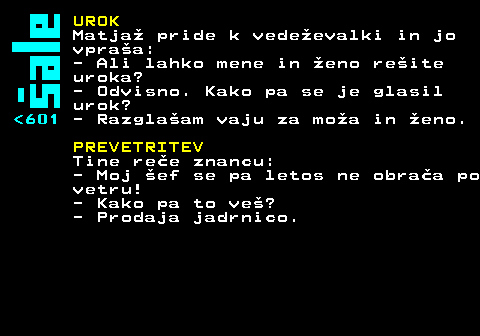 šale
<601
UROK
Matjaž pride k vedeževalki in jo
vpraša:
- Ali lahko mene in ženo rešite
uroka?
- Odvisno. Kako pa se je glasil
urok?
- Razglašam vaju za moža in ženo.
PREVETRITEV
Tine reče znancu:
- Moj šef se pa letos ne obrača po
vetru!
- Kako pa to veš?
- Prodaja jadrnico.